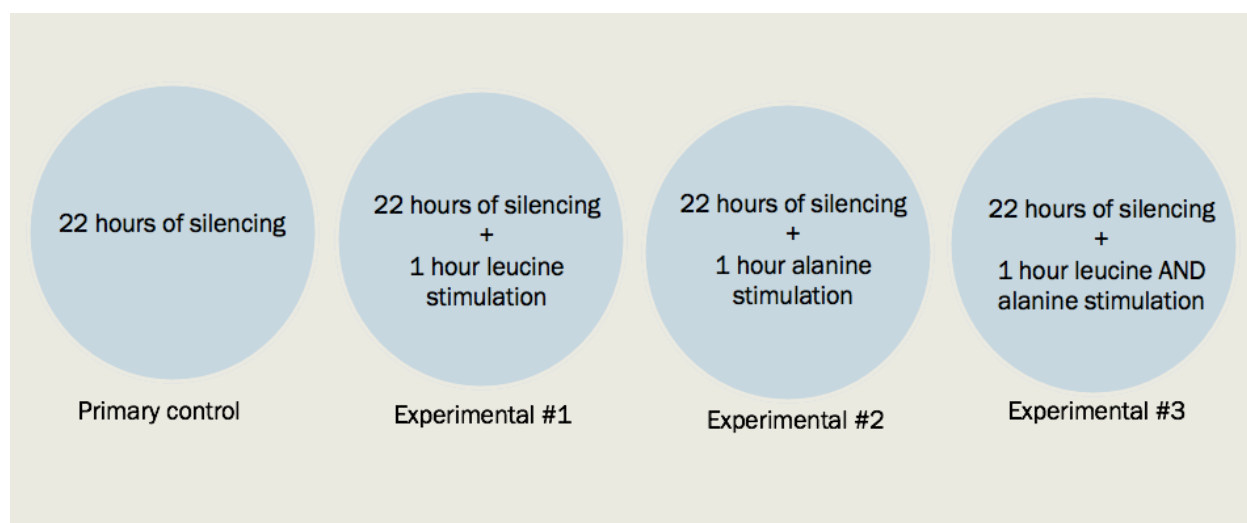 22 hours of silencing
Primary control
22 hours of silencing
+
1 hour leucine
stimulation
Experimental #1
22 hours of silencing
+
1 hour alanine
stimulation
Experimental #2
22 hours of silencing
+
1 hour leucine AND
alanine stimulation
Experimental #3